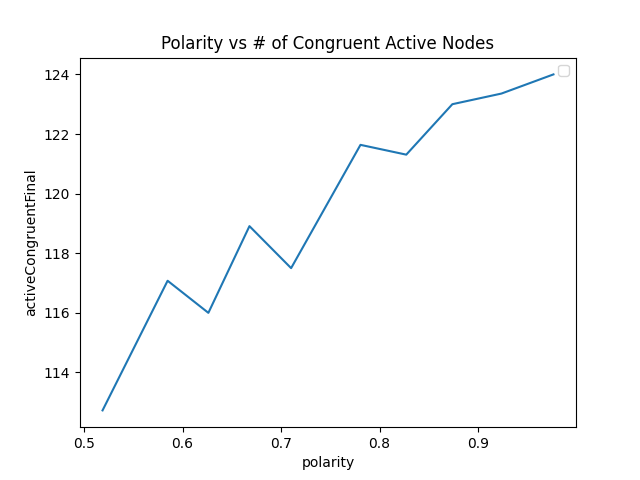 Polarity vs # of Congruent Active Nodes
124
122
120
118
116
114
activeCongruentFinal
0.5 0.6 0.7 0.8 0.9
polarity